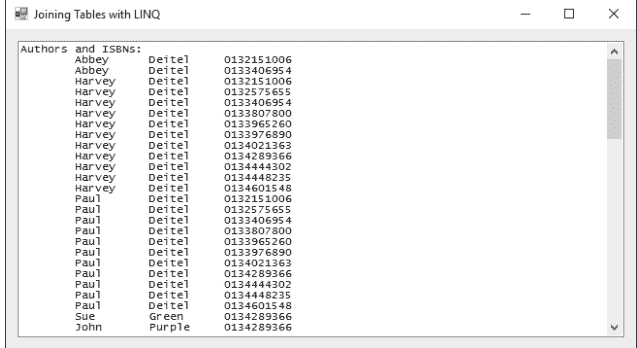 Joining Tables with LINQ
Authors and ISBNs:
Abbey Deitel 0132151006
Abbey Deitel 0133406954
Harvey Deitel 0132151006
Harvey Deitel 0132575655
Harvey Deitel 0133406954
Harvey Deitel 0133807800
Harvey Deitel 0133965260
Harvey Deitel 0133976890
Harvey Deitel 0134021363
Harvey Deitel 0134289366
Harvey Deitel 0134444302
Harvey Deitel 0134448235
Harvey Deitel 0134601548
Paul Deitel 0132151006
Paul Deitel 0132575655
Paul Deitel 0133406954
Paul Deitel 0133807800
Paul Deitel 0133965260
Paul Deitel 0133976890
Paul Deitel 0134021363
Paul Deitel 0134289366
Paul Deitel 0134444302
Paul Deitel 0134448235
Paul Deitel 0134601548
Sue Green 0134289366
John Purple 0134289366